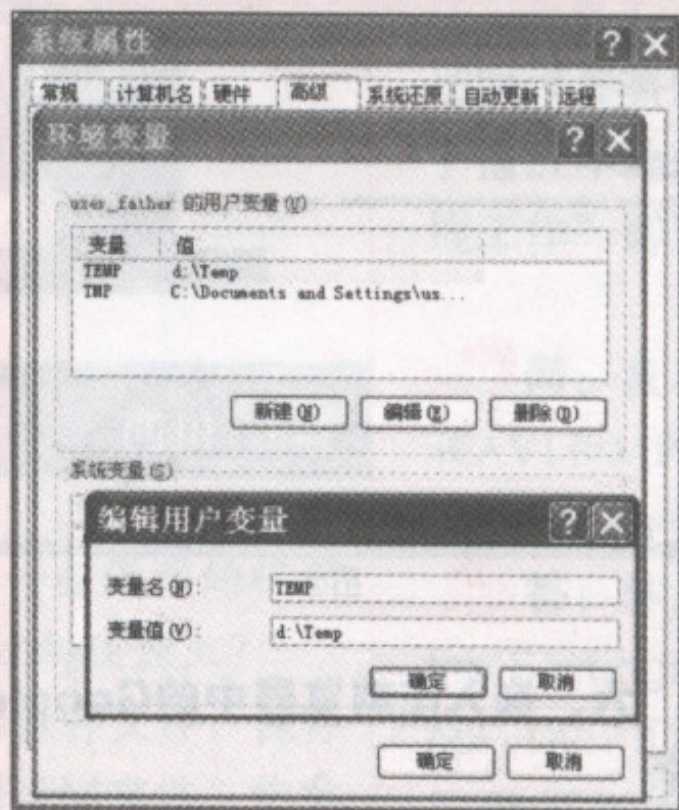 系统属性
常规 计算机名 硬件 高级 系统还原 自动更新 远程
环境变量
user_father 的用户变量(U)
变量 值
TEMP d:\Temp
TMP C:\Documents and Settings\us...
新建(N) 编辑(E) 删除(D)
系统变量(S)
编辑用户变量
变量名(N): TEMP
变量值(V): d:\Temp
确定 取消
确定 取消